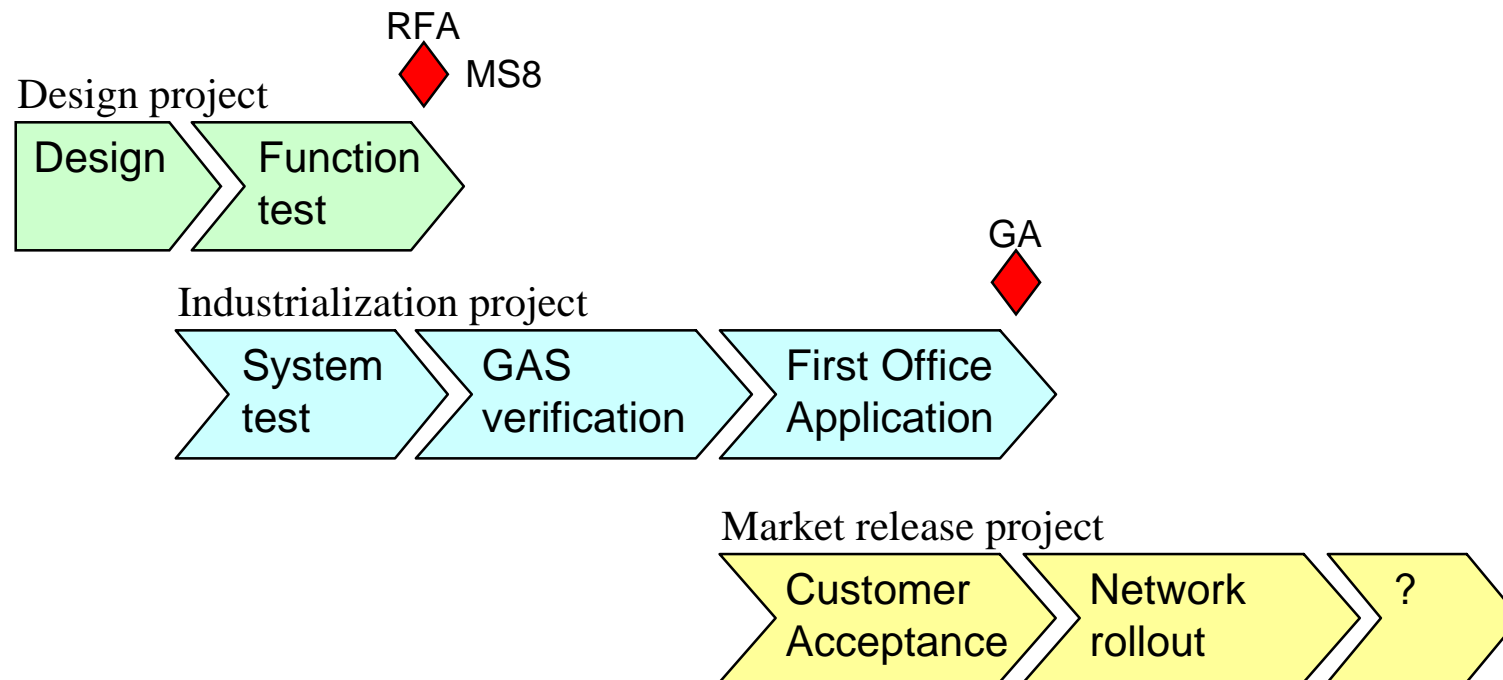 RFA
MS8
Design project
Design
Function
test
GA
Industrialization project
System
test
GAS
verification
First Office
Application
Market release project
Customer
Acceptance
Network
rollout
?